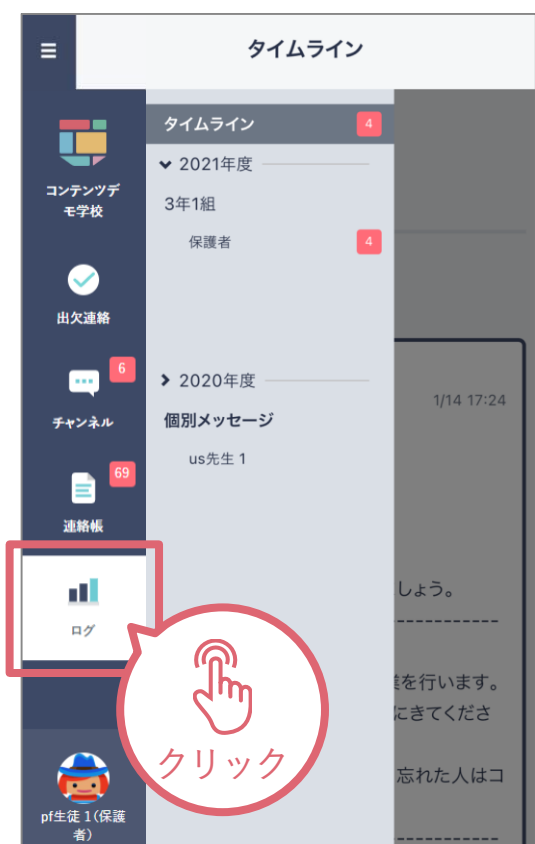 タイムライン
コンテンツデ
モ学校
出欠連絡
6
チャンネル
69
連絡帳
ログ
pf生徒 1(保護
者)
タイムライン
4
2021年度
3年1組
保護者
4
2020年度
個別メッセージ
us先生 1
クリック
1/14 17:24
しょう。
-----------
を行います。
にきてくださ
忘れた人はコ
-----------